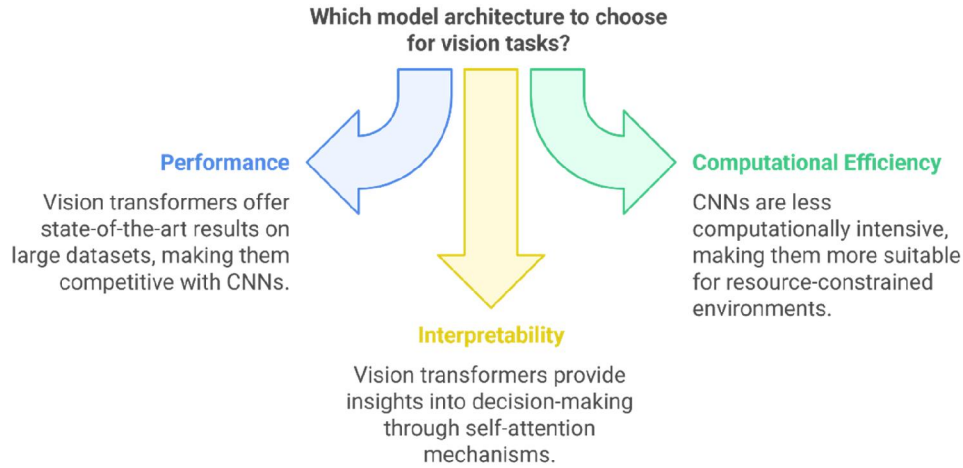 Which model architecture to choose
for vision tasks?
Performance
Vision transformers offer
state-of-the-art results on
large datasets, making them
competitive with CNNs.
Interpretability
Vision transformers provide
insights into decision-making
through self-attention
mechanisms.
Computational Efficiency
CNNs are less
computationally intensive,
making them more suitable
for resource-constrained
environments.